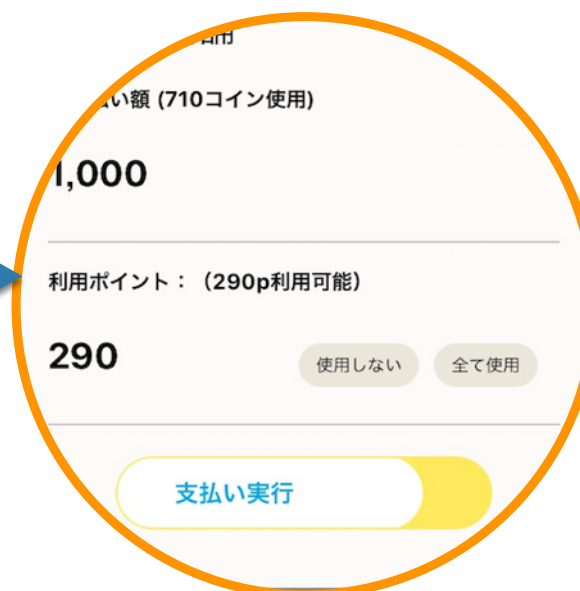 い額 (710コイン使用)
1,000
利用ポイント：（290p利用可能）
290
使用しない
全て使用
支払い実行